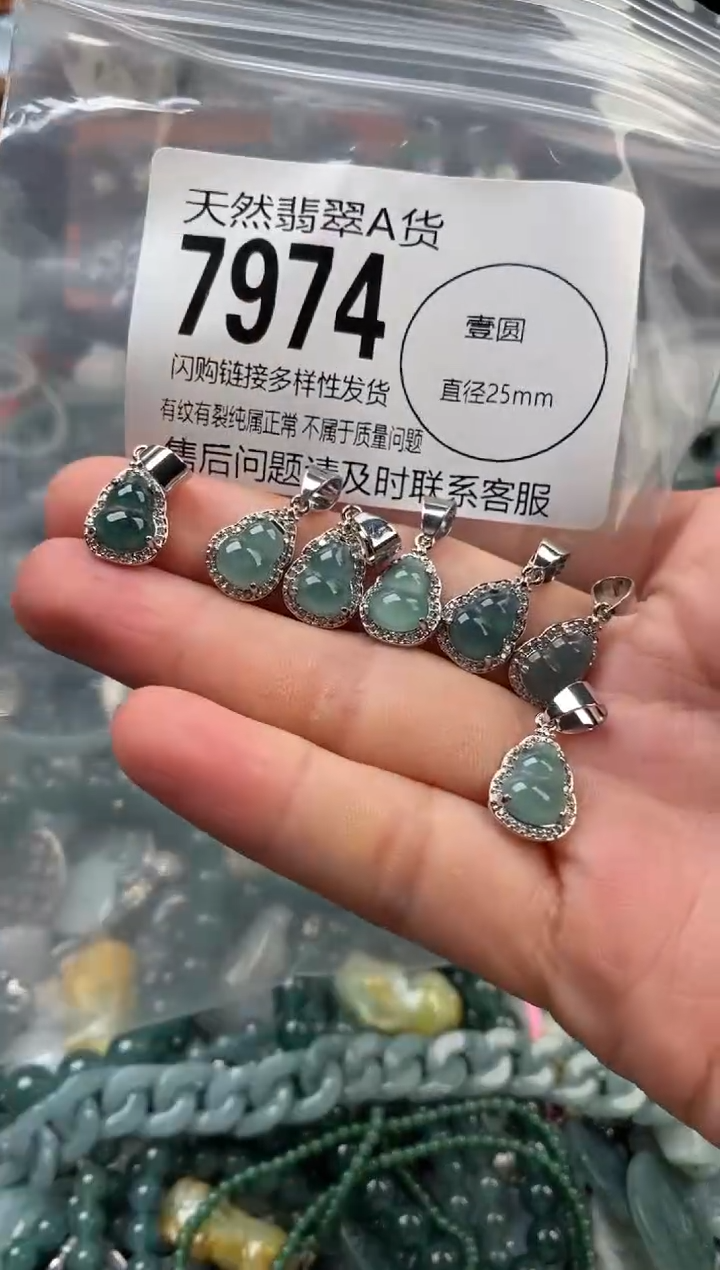 天然翡翠A货
7974
壹圆
直径25mm
闪购链接多样性发货
有纹有裂纯属正常 不属于质量问题
售后问题请及时联系客服